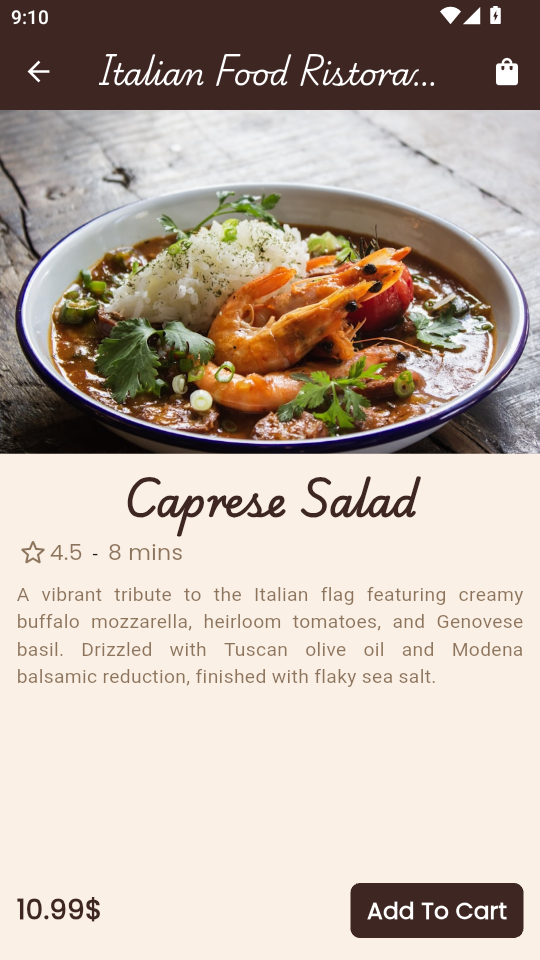 9:10
Italian Food Ristora...
Caprese Salad
4.5 - 8 mins
A vibrant tribute to the Italian flag featuring creamy
buffalo mozzarella, heirloom tomatoes, and Genovese
basil. Drizzled with Tuscan olive oil and Modena
balsamic reduction, finished with flaky sea salt.
10.99$
Add To Cart